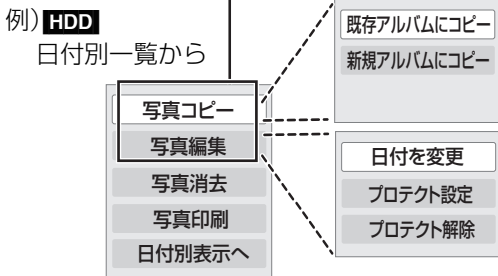 例)HDD
日付別一覧から
写真コピー
写真編集
写真消去
写真印刷
日付別表示へ
既存アルバムにコピー
新規アルバムにコピー
日付を変更
プロテクト設定
プロテクト解除